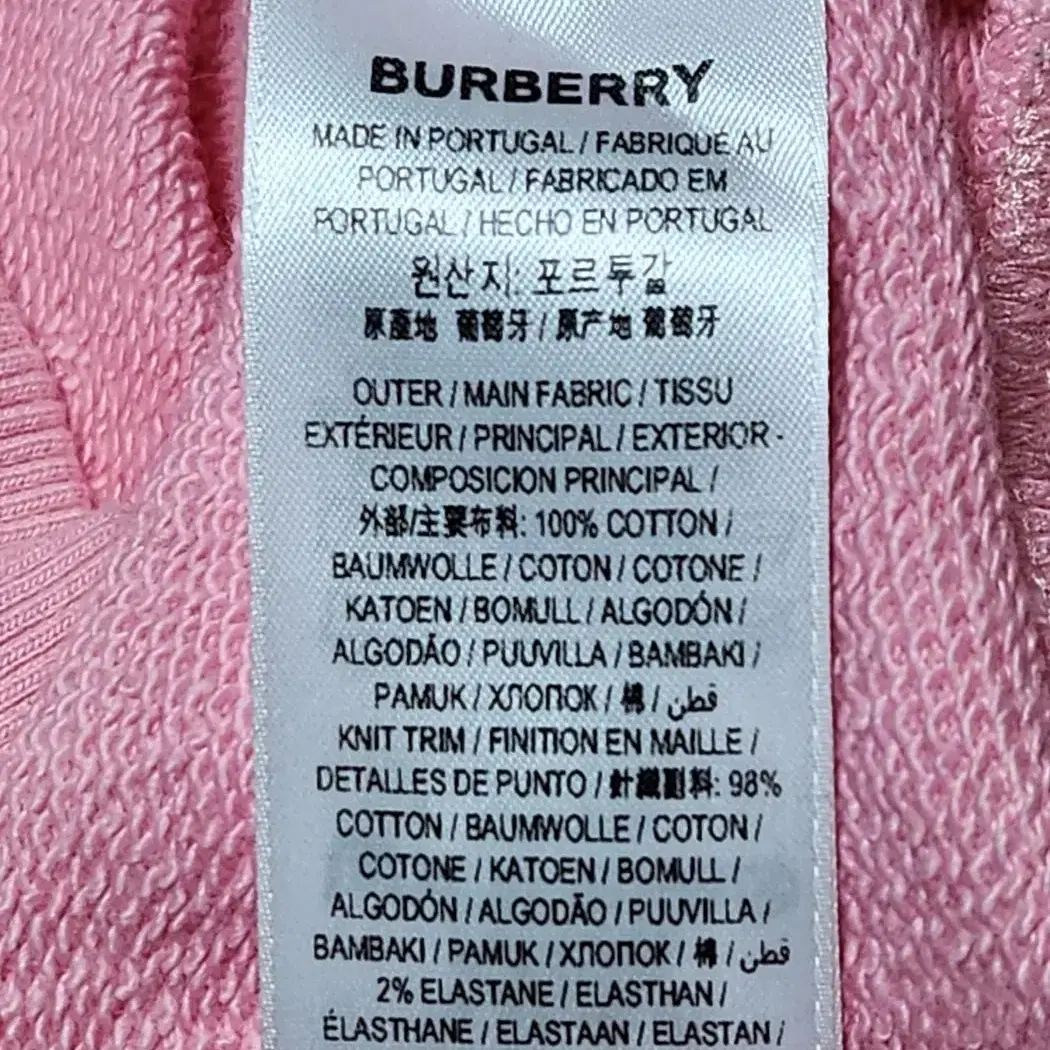 BURBERRY
MADE IN PORTUGAL / FABRIQUÉ AU
PORTUGAL / FABRICADO EM
PORTUGAL / HECHO EN PORTUGAL
원산지: 포르투갈
原產地 葡萄牙 / 原产地 葡萄牙
OUTER / MAIN FABRIC / TISSU
EXTÉRIEUR / PRINCIPAL / EXTERIOR -
COMPOSICION PRINCIPAL /
外部/主要布料: 100% COTTON /
BAUMWOLLE / COTON / COTONE /
KATOEN / BOMULL / ALGODÓN /
ALGODÃO / PUUVILLA / BAMBAKI /
PAMUK / ХЛОПОК / 棉 / قطن
KNIT TRIM / FINITION EN MAILLE /
DETALLES DE PUNTO / 針織副料: 98%
COTTON / BAUMWOLLE / COTON /
COTONE / KATOEN / BOMULL /
ALGODÓN / ALGODÃO / PUUVILLA /
BAMBAKI / PAMUK / ХЛОПОК / 棉 / قطن
2% ELASTANE / ELASTHAN /
ÉLASTHANE / ELASTAAN / ELASTAN /